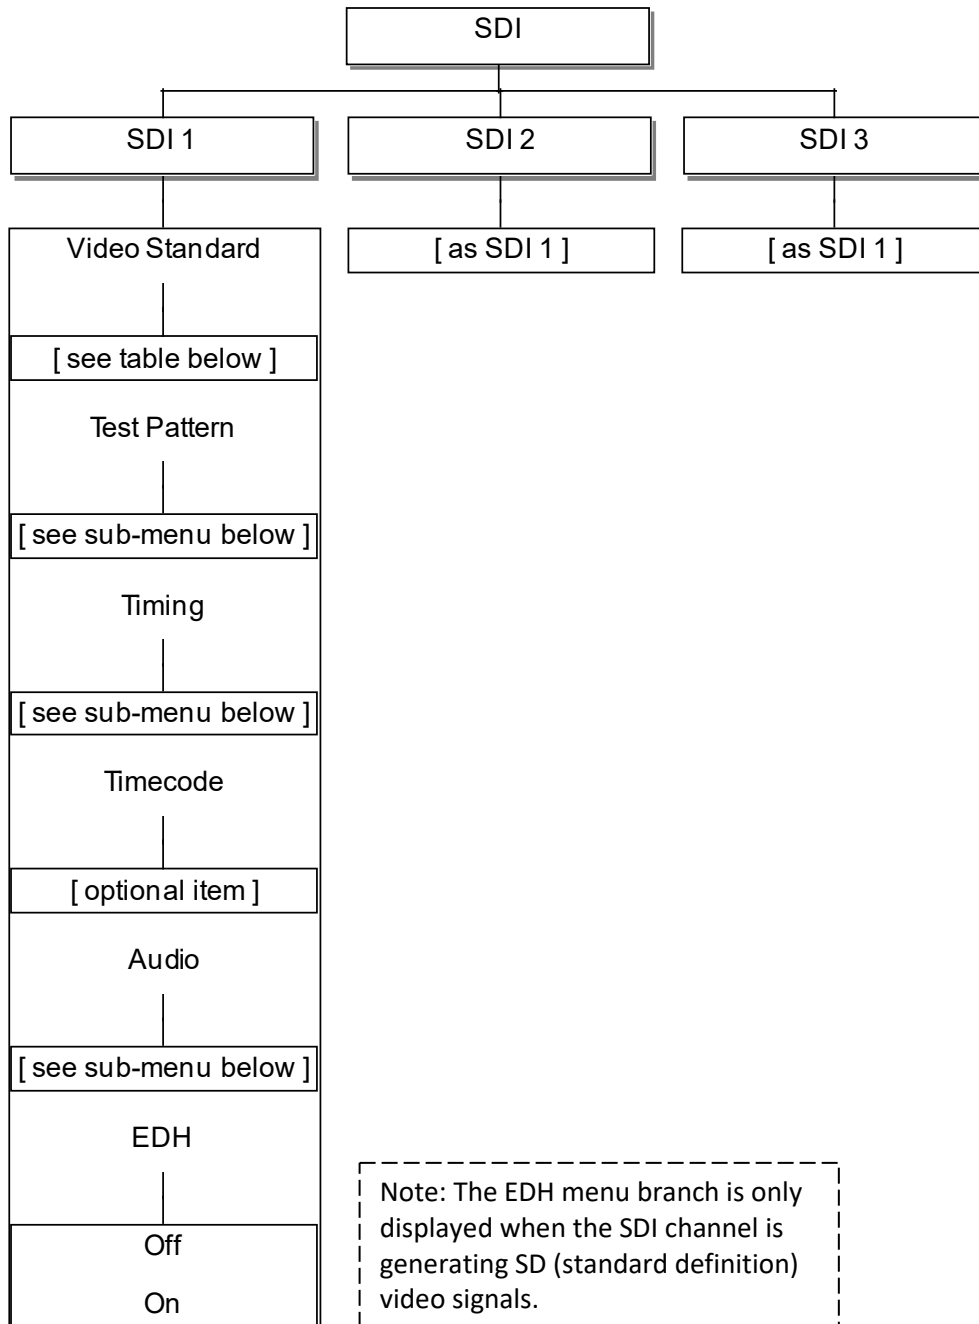 SDI
SDI 1
SDI 2
SDI 3
Video Standard
[ as SDI 1 ]
[ as SDI 1 ]
[ see table below ]
Test Pattern
[ see sub-menu below ]
Timing
[ see sub-menu below ]
Timecode
[ optional item ]
Audio
[ see sub-menu below ]
EDH
Off
On
Note: The EDH menu branch is only
displayed when the SDI channel is
generating SD (standard definition)
video signals.